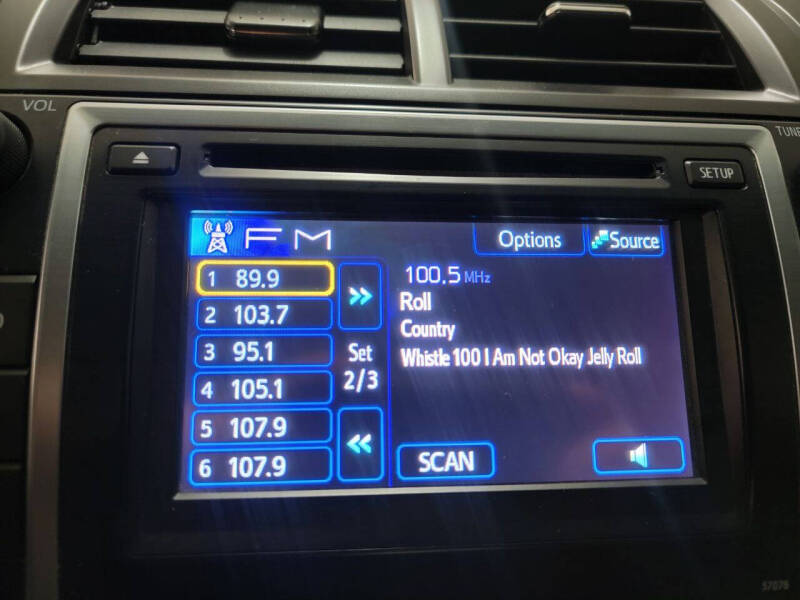 VOL
TUNE
SETUP
FM
Options
Source
1 89.9
2 103.7
3 95.1
4 105.1
5 107.9
6 107.9
Set
2/3
100.5 MHz
Roll
Country
Whistle 100 I Am Not Okay Jelly Roll
SCAN
57076